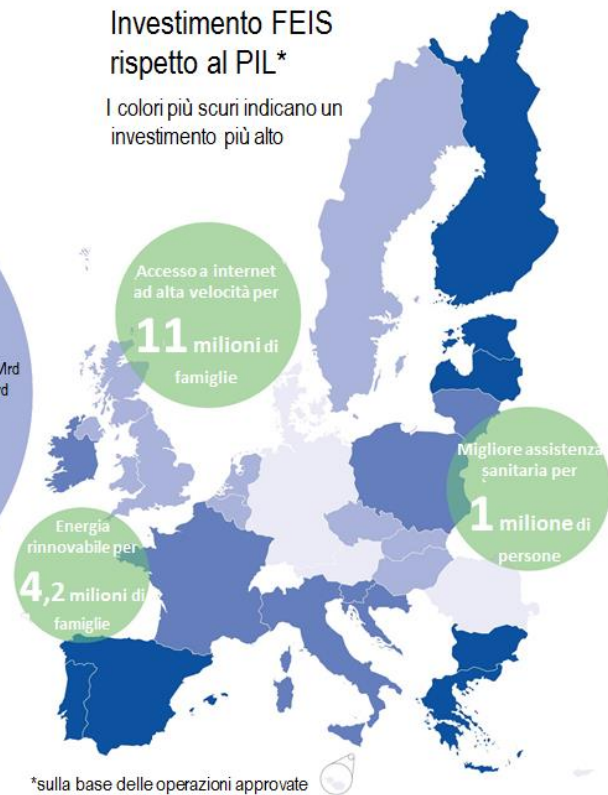 Investimento FEIS
rispetto al PIL*
I colori più scuri indicano un
investimento più alto
Accesso a internet
ad alta velocità per
11 milioni di
famiglie
Mrd
rd
Migliore assistenza
sanitaria per
1 milione di
persone
Energia
rinnovabile per
4,2 milioni di
famiglie
*sulla base delle operazioni approvate